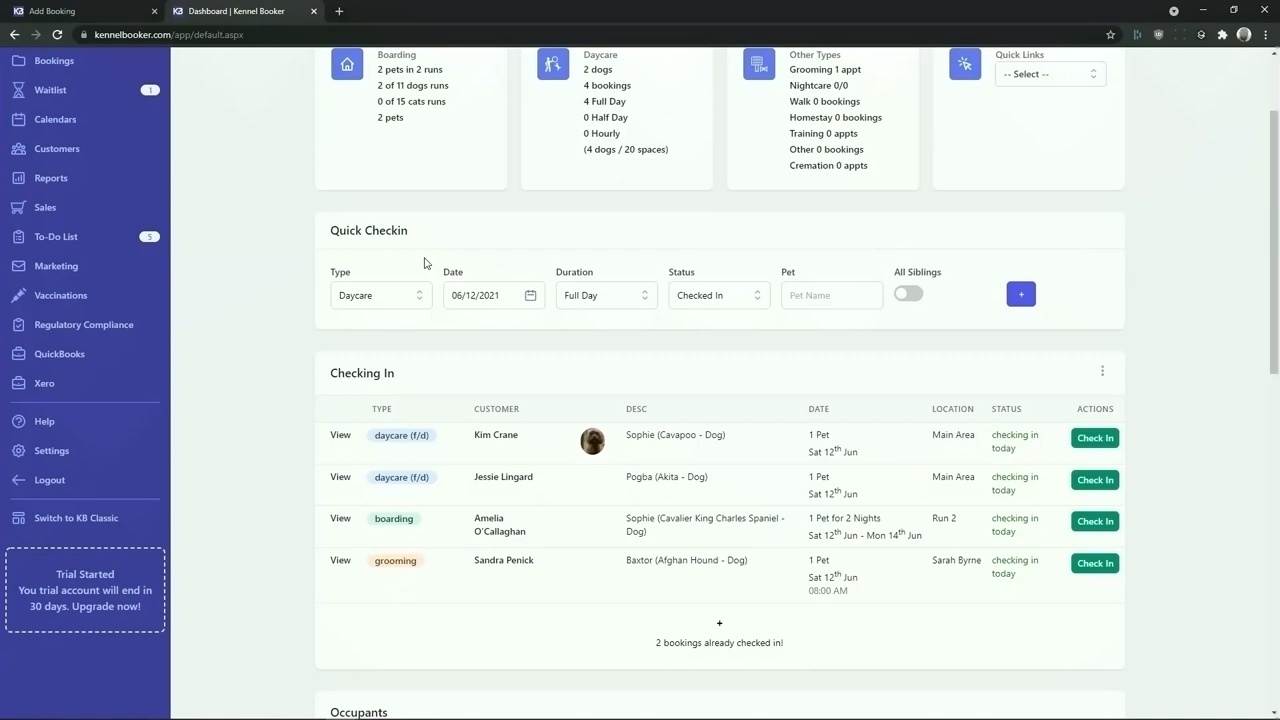 Add Booking
Dashboard | Kennel Booker
kennelbooker.com/app/default.aspx
Bookings
Waitlist 1
Calendars
Customers
Reports
Sales
To-Do List 5
Marketing
Vaccinations
Regulatory Compliance
QuickBooks
Xero
Help
Settings
Logout
Switch to KB Classic
Trial Started
You trial account will end in
30 days. Upgrade now!
Boarding
2 pets in 2 runs
2 of 11 dogs runs
0 of 15 cats runs
2 pets
Daycare
2 dogs
4 bookings
4 Full Day
0 Half Day
0 Hourly
(4 dogs / 20 spaces)
Other Types
Grooming 1 appt
Nightcare 0/0
Walk 0 bookings
Homestay 0 bookings
Training 0 appts
Other 0 bookings
Cremation 0 appts
Quick Links
-- Select --
Quick Checkin
Type Date Duration Status Pet All Siblings
Daycare 06/12/2021 Full Day Checked In Pet Name +
Checking In
TYPE CUSTOMER DESC DATE LOCATION STATUS ACTIONS
View daycare (f/d) Kim Crane Sophie (Cavapoo - Dog) 1 Pet Main Area checking in Check In
Sat 12th Jun today
View daycare (f/d) Jessie Lingard Pogba (Akita - Dog) 1 Pet Main Area checking in Check In
Sat 12th Jun today
View boarding Amelia Sophie (Cavalier King Charles Spaniel - 1 Pet for 2 Nights Run 2 checking in Check In
O'Callaghan Dog) Sat 12th Jun - Mon 14th Jun today
View grooming Sandra Penick Baxtor (Afghan Hound - Dog) 1 Pet Sarah Byrne checking in Check In
Sat 12th Jun today
08:00 AM
+
2 bookings already checked in!
Occupants